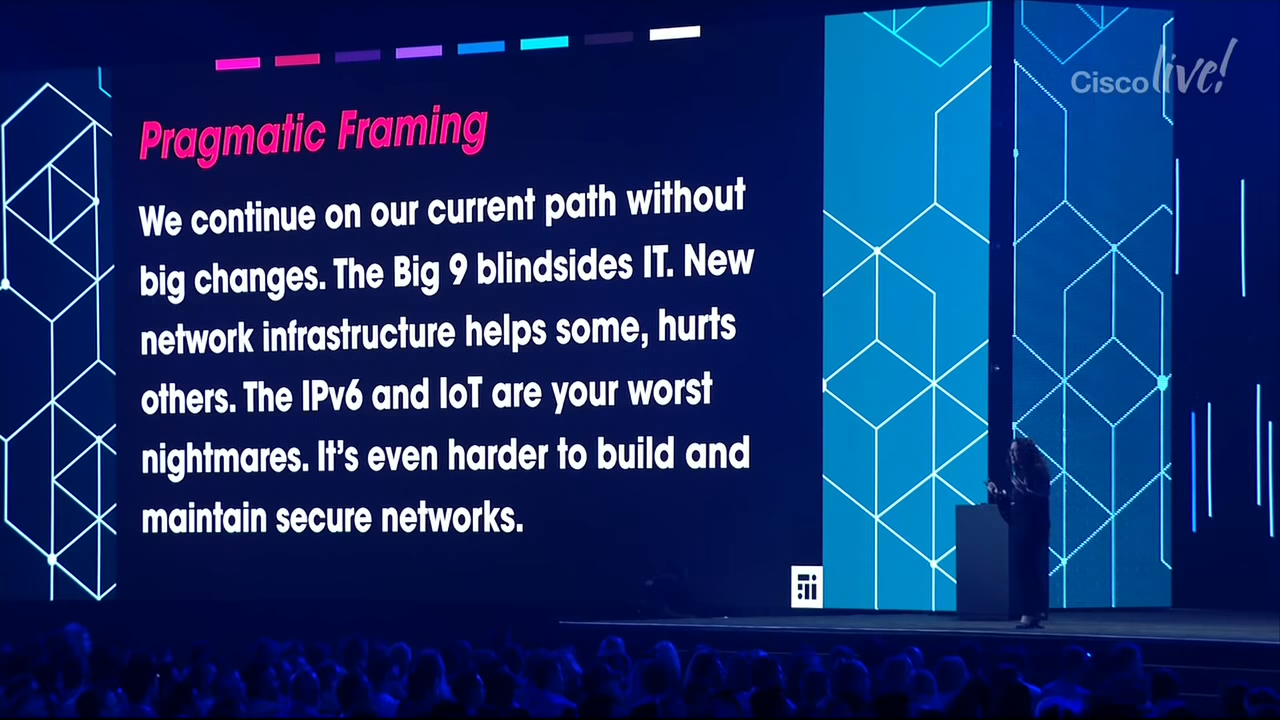 Cisco live!
Pragmatic Framing
We continue on our current path without
big changes. The Big 9 blindsides IT. New
network infrastructure helps some, hurts
others. The IPv6 and IoT are your worst
nightmares. It’s even harder to build and
maintain secure networks.